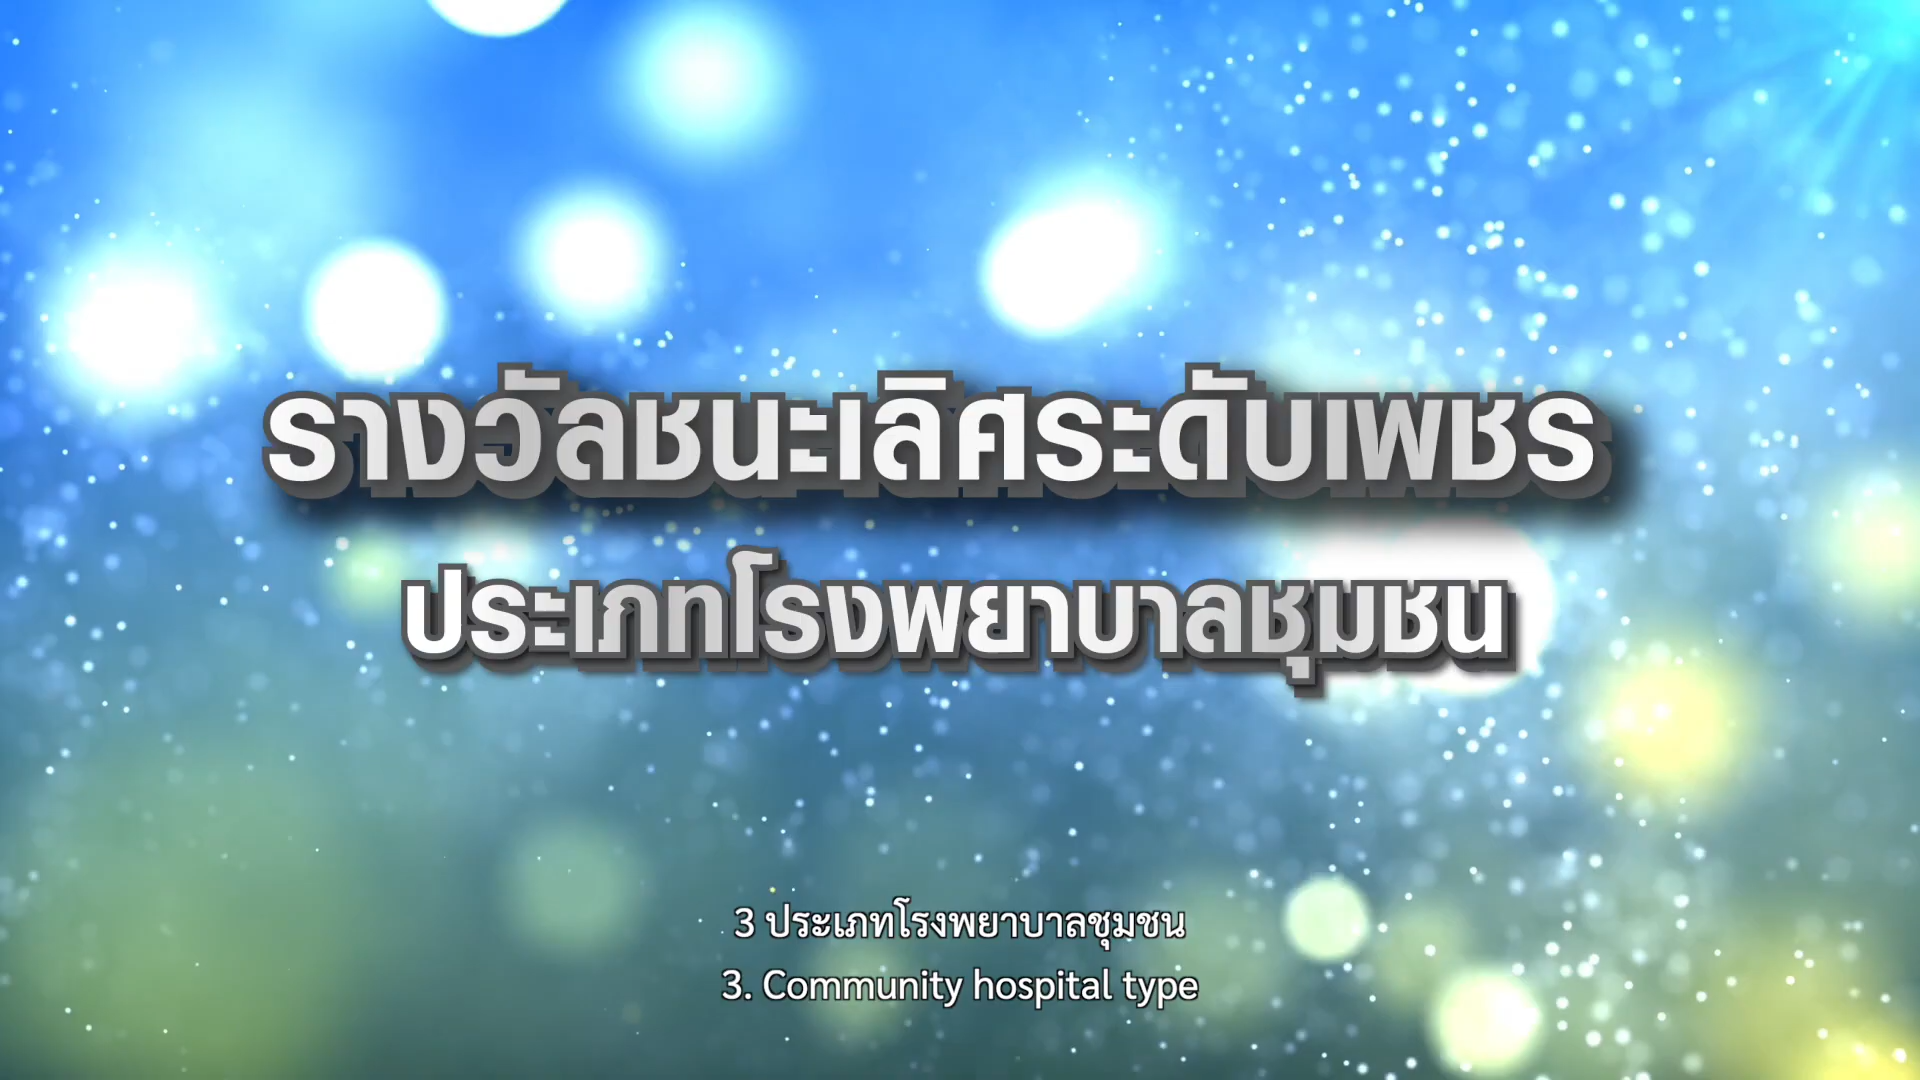 รางวัลชนะเลิศระดับเพชร
ประเภทโรงพยาบาลชุมชน
3 ประเภทโรงพยาบาลชุมชน
3. Community hospital type